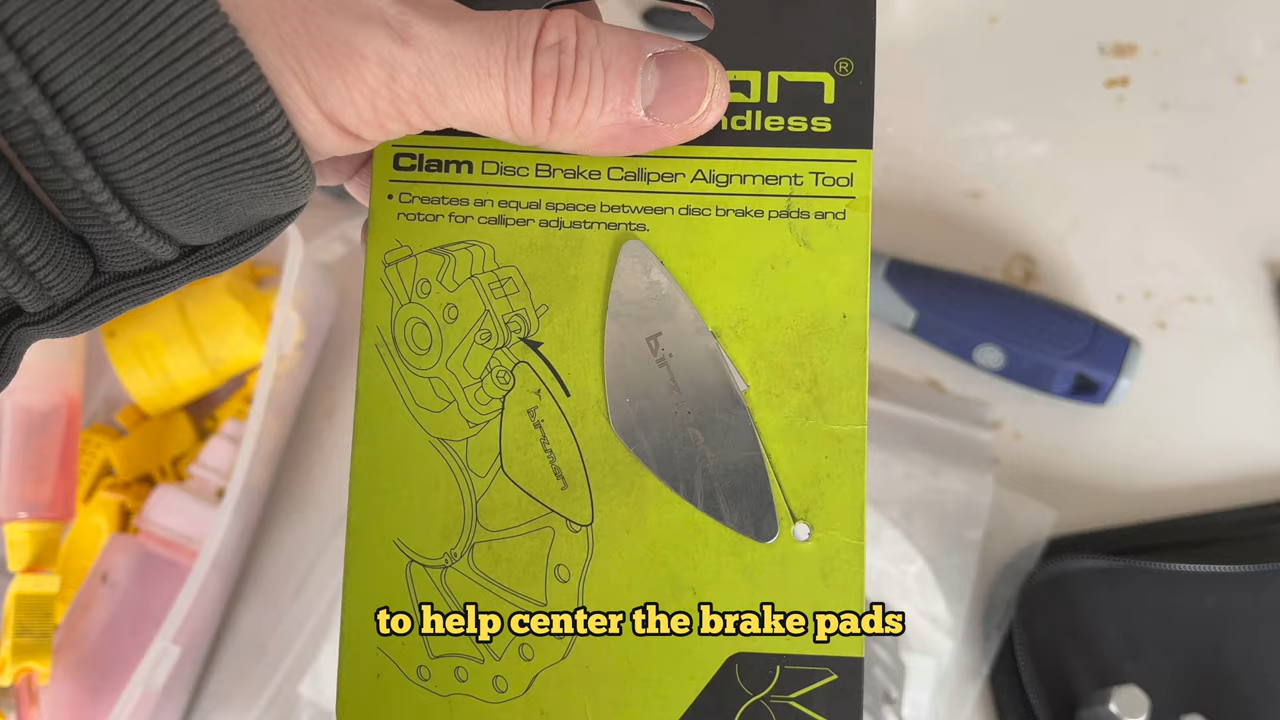 ®
Clam Disc Brake Calliper Alignment Tool
• Creates an equal space between disc brake pads and
rotor for calliper adjustments.
birzman
birzman
to help center the brake pads